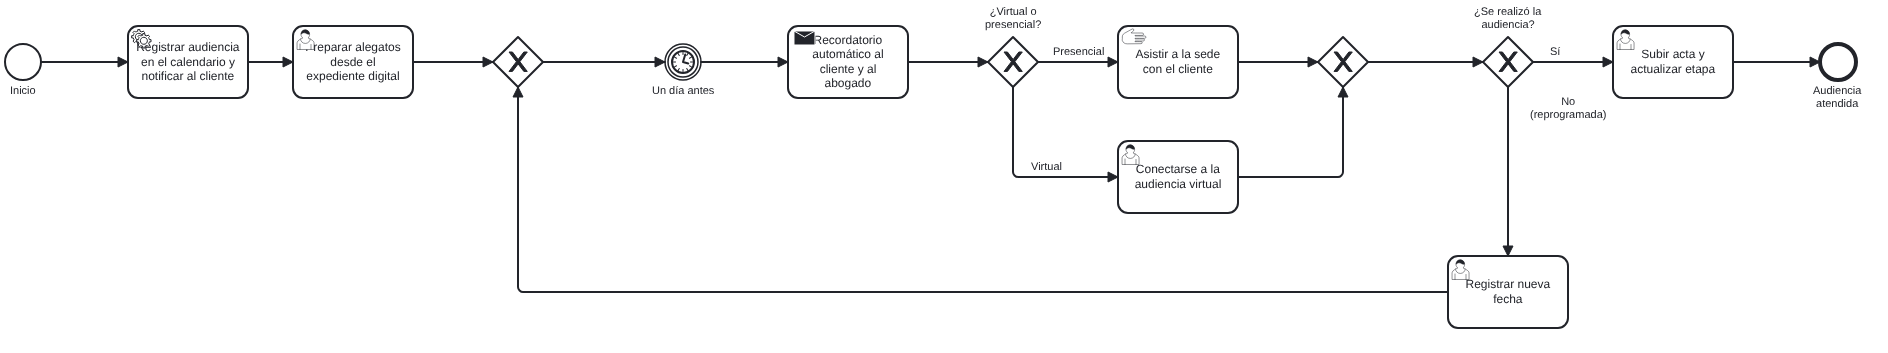 Inicio
Registrar audiencia
en el calendario y
notificar al cliente
Preparar alegatos
desde el
expediente digital
Un día antes
Recordatorio
automático al
cliente y al
abogado
¿Virtual o
presencial?
Presencial
Virtual
Asistir a la sede
con el cliente
Conectarse a la
audiencia virtual
¿Se realizó la
audiencia?
Sí
No
(reprogramada)
Registrar nueva
fecha
Subir acta y
actualizar etapa
Audiencia
atendida